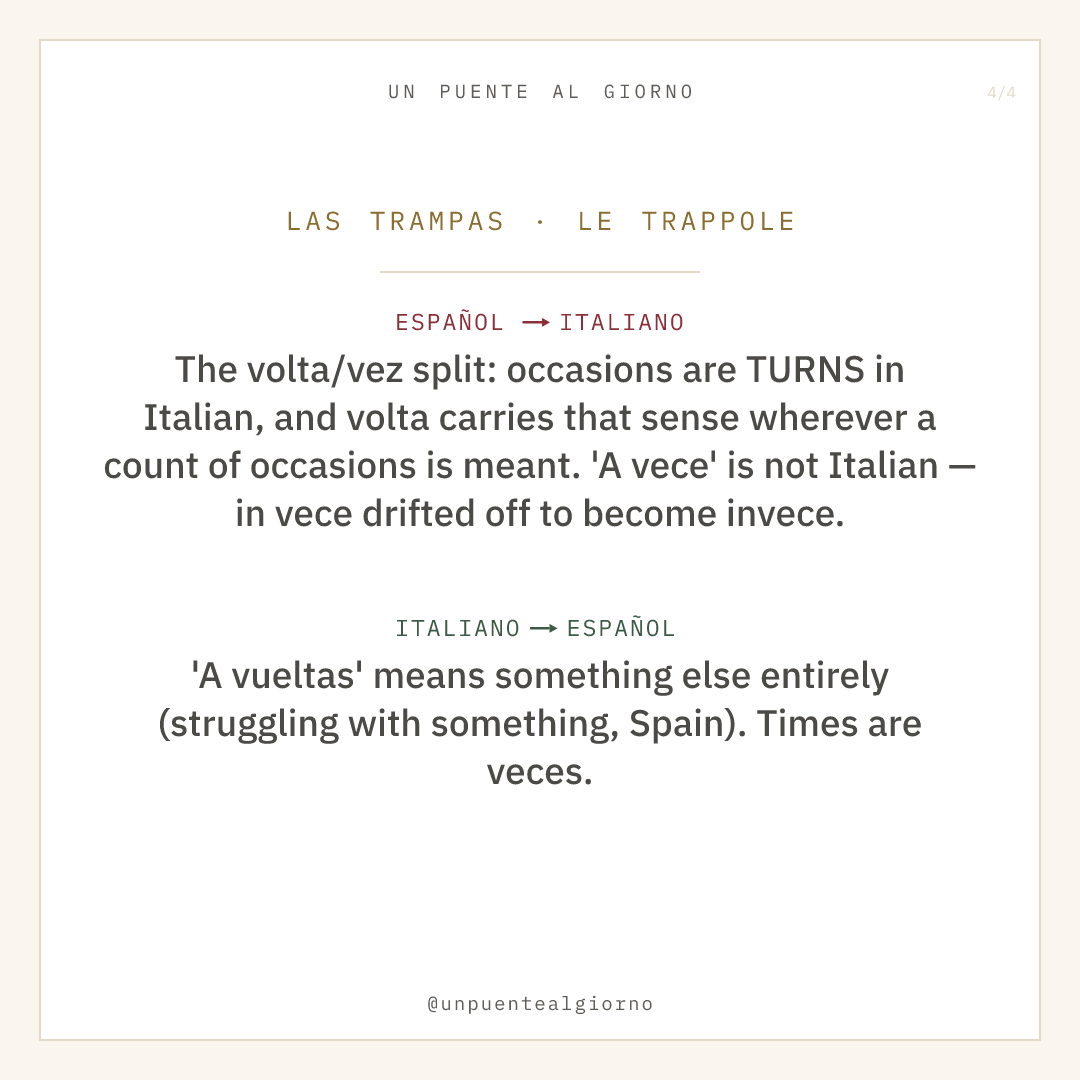 UN PUENTE AL GIORNO
4/4
LAS TRAMPAS · LE TRAPPOLE
ESPAÑOL → ITALIANO
The volta/vez split: occasions are TURNS in
Italian, and volta carries that sense wherever a
count of occasions is meant. 'A vece' is not Italian —
in vece drifted off to become invece.
ITALIANO → ESPAÑOL
'A vueltas' means something else entirely
(struggling with something, Spain). Times are
veces.
@unpuentealgiorno